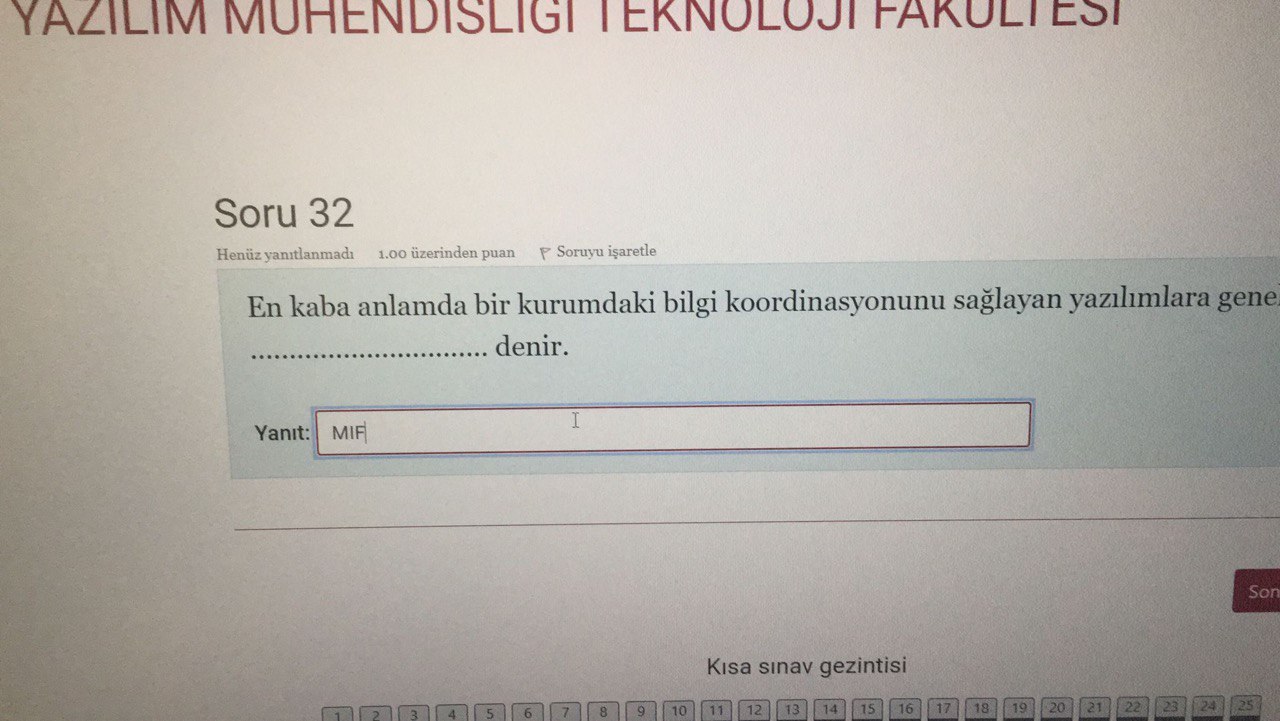 YAZILIM MÜHENDİSLİĞİ TEKNOLOJİ FAKÜLTESİ
Soru 32
Henüz yanıtlanmadı 1.00 üzerinden puan Soruyu işaretle
En kaba anlamda bir kurumdaki bilgi koordinasyonunu sağlayan yazılımlara
................................ denir.
Yanıt: MIF
Son
Kısa sınav gezintisi
1 2 3 4 5 6 7 8 9 10 11 12 13 14 15 16 17 18 19 20 21 22 23 24 25